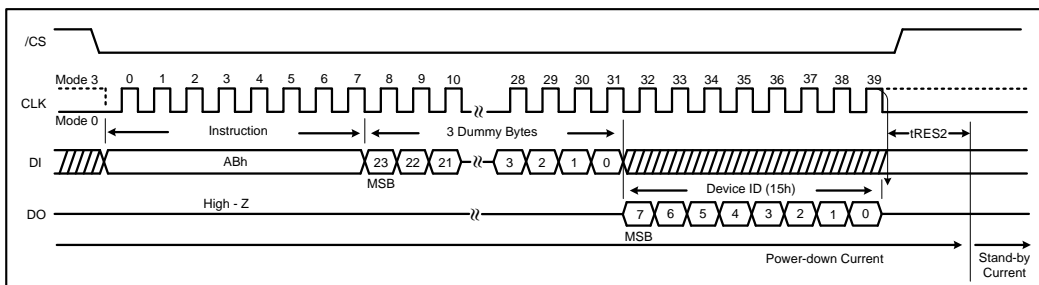 /CS
Mode 3 0 1 2 3 4 5 6 7 8 9 10 28 29 30 31 32 33 34 35 36 37 38 39
CLK
Mode 0
Instruction 3 Dummy Bytes tRES2
DI ABh 23 22 21 3 2 1 0
MSB
Device ID (15h)
High - Z
DO 7 6 5 4 3 2 1 0
MSB
Power-down Current Stand-by
Current